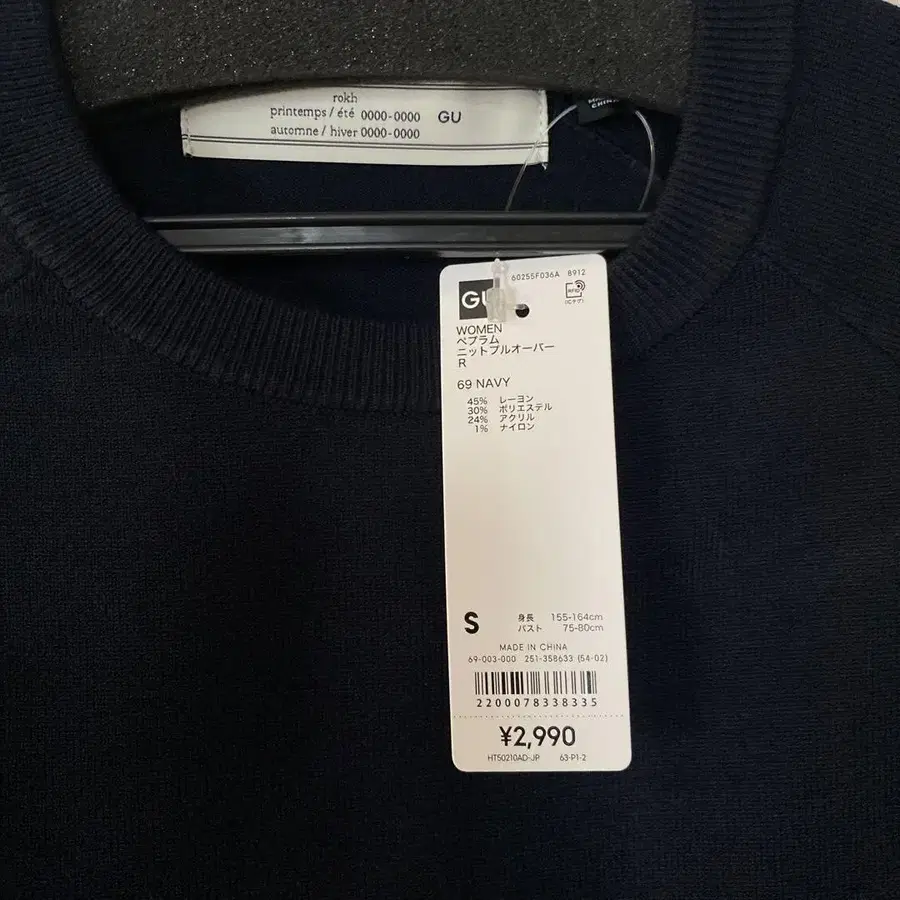 rokh
printemps / été 0000-0000 GU
automne / hiver 0000-0000
CHINA
6025SF036A 8912
GU
WOMEN
ペプラム
ニットプルオーバー
R
69 NAVY
45% レーヨン
30% ポリエステル
24% アクリル
1% ナイロン
S
身長 155-164cm
バスト 75-80cm
MADE IN CHINA
69-003-000 251-358633 (54-02)
2200078338335
¥2,990
HT50210AD-JP 63-P1-2